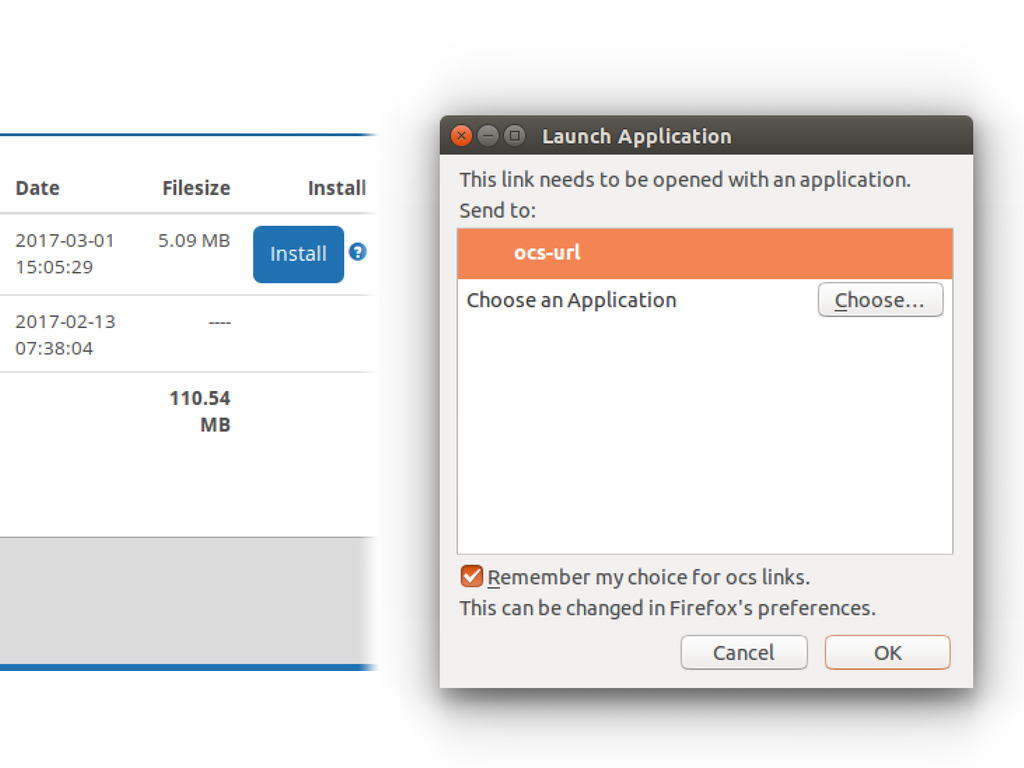 Date Filesize Install
2017-03-01 5.09 MB Install ?
15:05:29
2017-02-13 ----
07:38:04
110.54
MB
Launch Application
This link needs to be opened with an application.
Send to:
ocs-url
Choose an Application Choose...
Remember my choice for ocs links.
This can be changed in Firefox's preferences.
Cancel OK